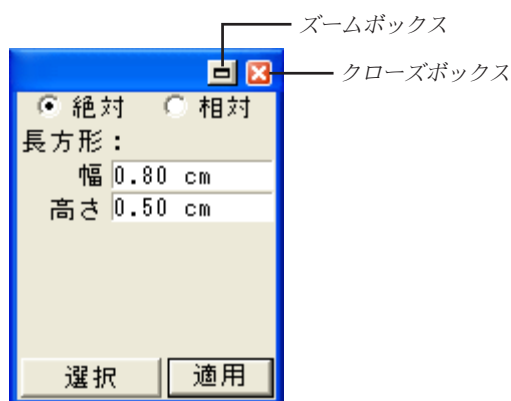 ズームボックス
クローズボックス
絶対 相対
長方形：
幅 0.80 cm
高さ 0.50 cm
選択 適用